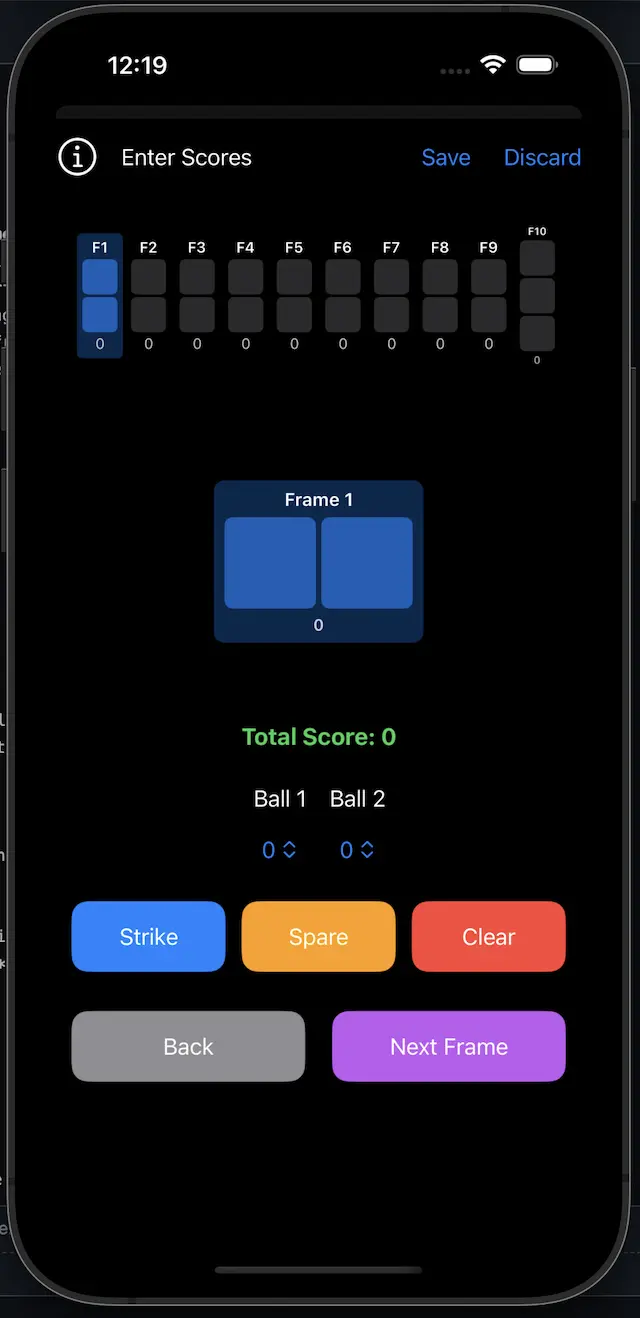 12:19
Enter Scores Save Discard
F1 F2 F3 F4 F5 F6 F7 F8 F9 F10
0 0 0 0 0 0 0 0 0 0
Frame 1
0
Total Score: 0
Ball 1 Ball 2
0 0
Strike Spare Clear
Back Next Frame